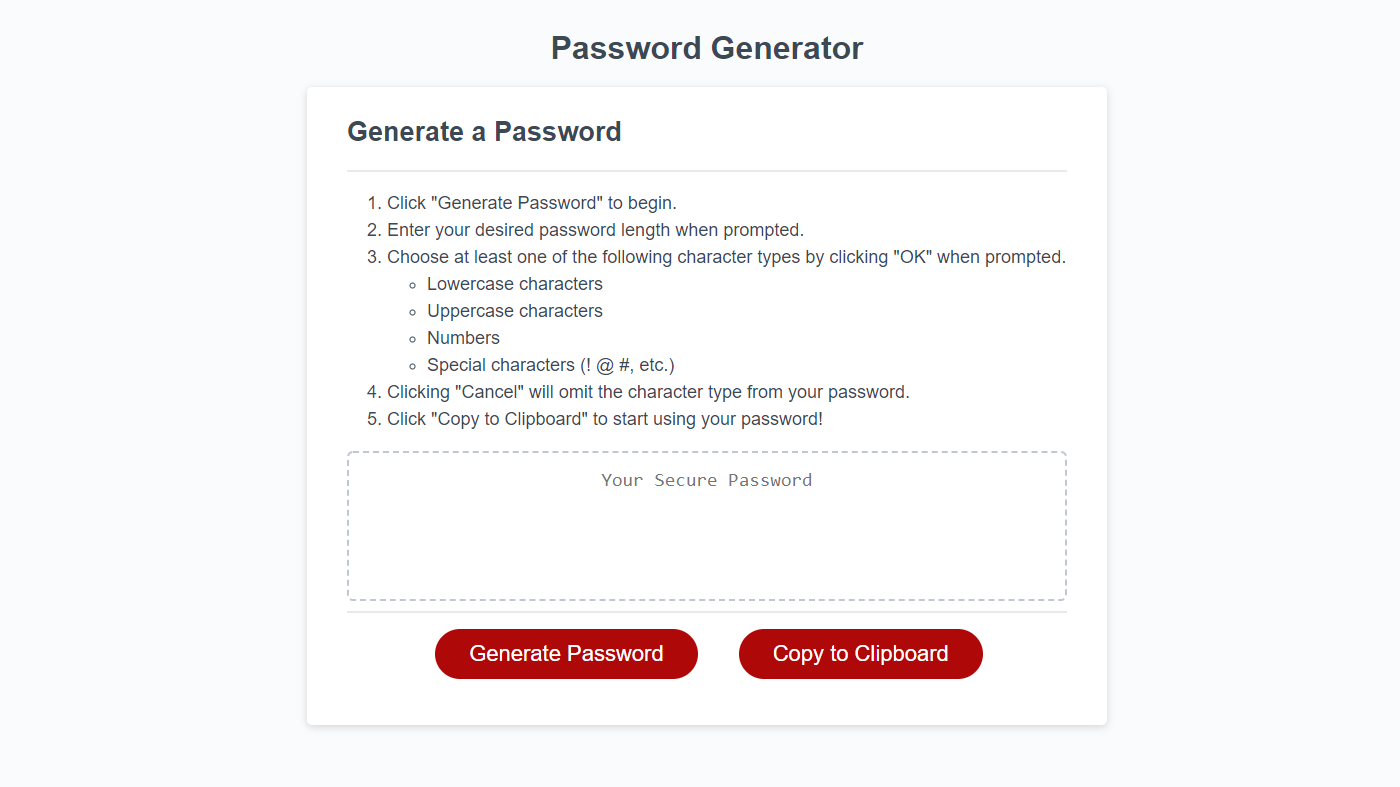 Password Generator
Generate a Password
1. Click "Generate Password" to begin.
2. Enter your desired password length when prompted.
3. Choose at least one of the following character types by clicking "OK" when prompted.
◦ Lowercase characters
◦ Uppercase characters
◦ Numbers
◦ Special characters (! @ #, etc.)
4. Clicking "Cancel" will omit the character type from your password.
5. Click "Copy to Clipboard" to start using your password!
Your Secure Password
Generate Password
Copy to Clipboard